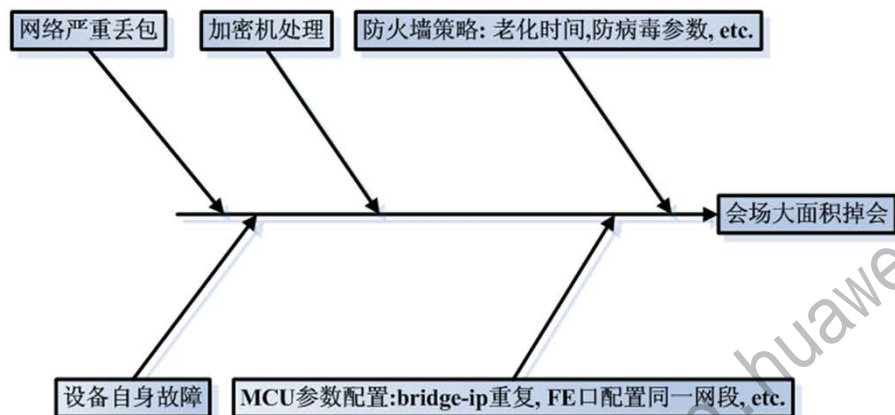 网络严重丢包
加密机处理
防火墙策略: 老化时间,防病毒参数, etc.
会场大面积掉会
设备自身故障
MCU参数配置:bridge-ip重复, FE口配置同一网段, etc.
huawe